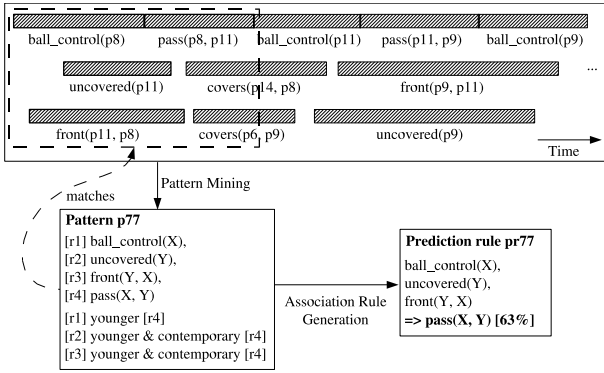 ball_control(p8) pass(p8, p11) ball_control(p11) pass(p11, p9) ball_control(p9)
uncovered(p11) covers(p14, p8) front(p9, p11) ...
front(p11, p8) covers(p6, p9) uncovered(p9)
Time
matches
Pattern Mining
Pattern p77
[r1] ball_control(X),
[r2] uncovered(Y),
[r3] front(Y, X),
[r4] pass(X, Y)
[r1] younger [r4]
[r2] younger & contemporary [r4]
[r3] younger & contemporary [r4]
Association Rule
Generation
Prediction rule pr77
ball_control(X),
uncovered(Y),
front(Y, X)
=> pass(X, Y) [63%]